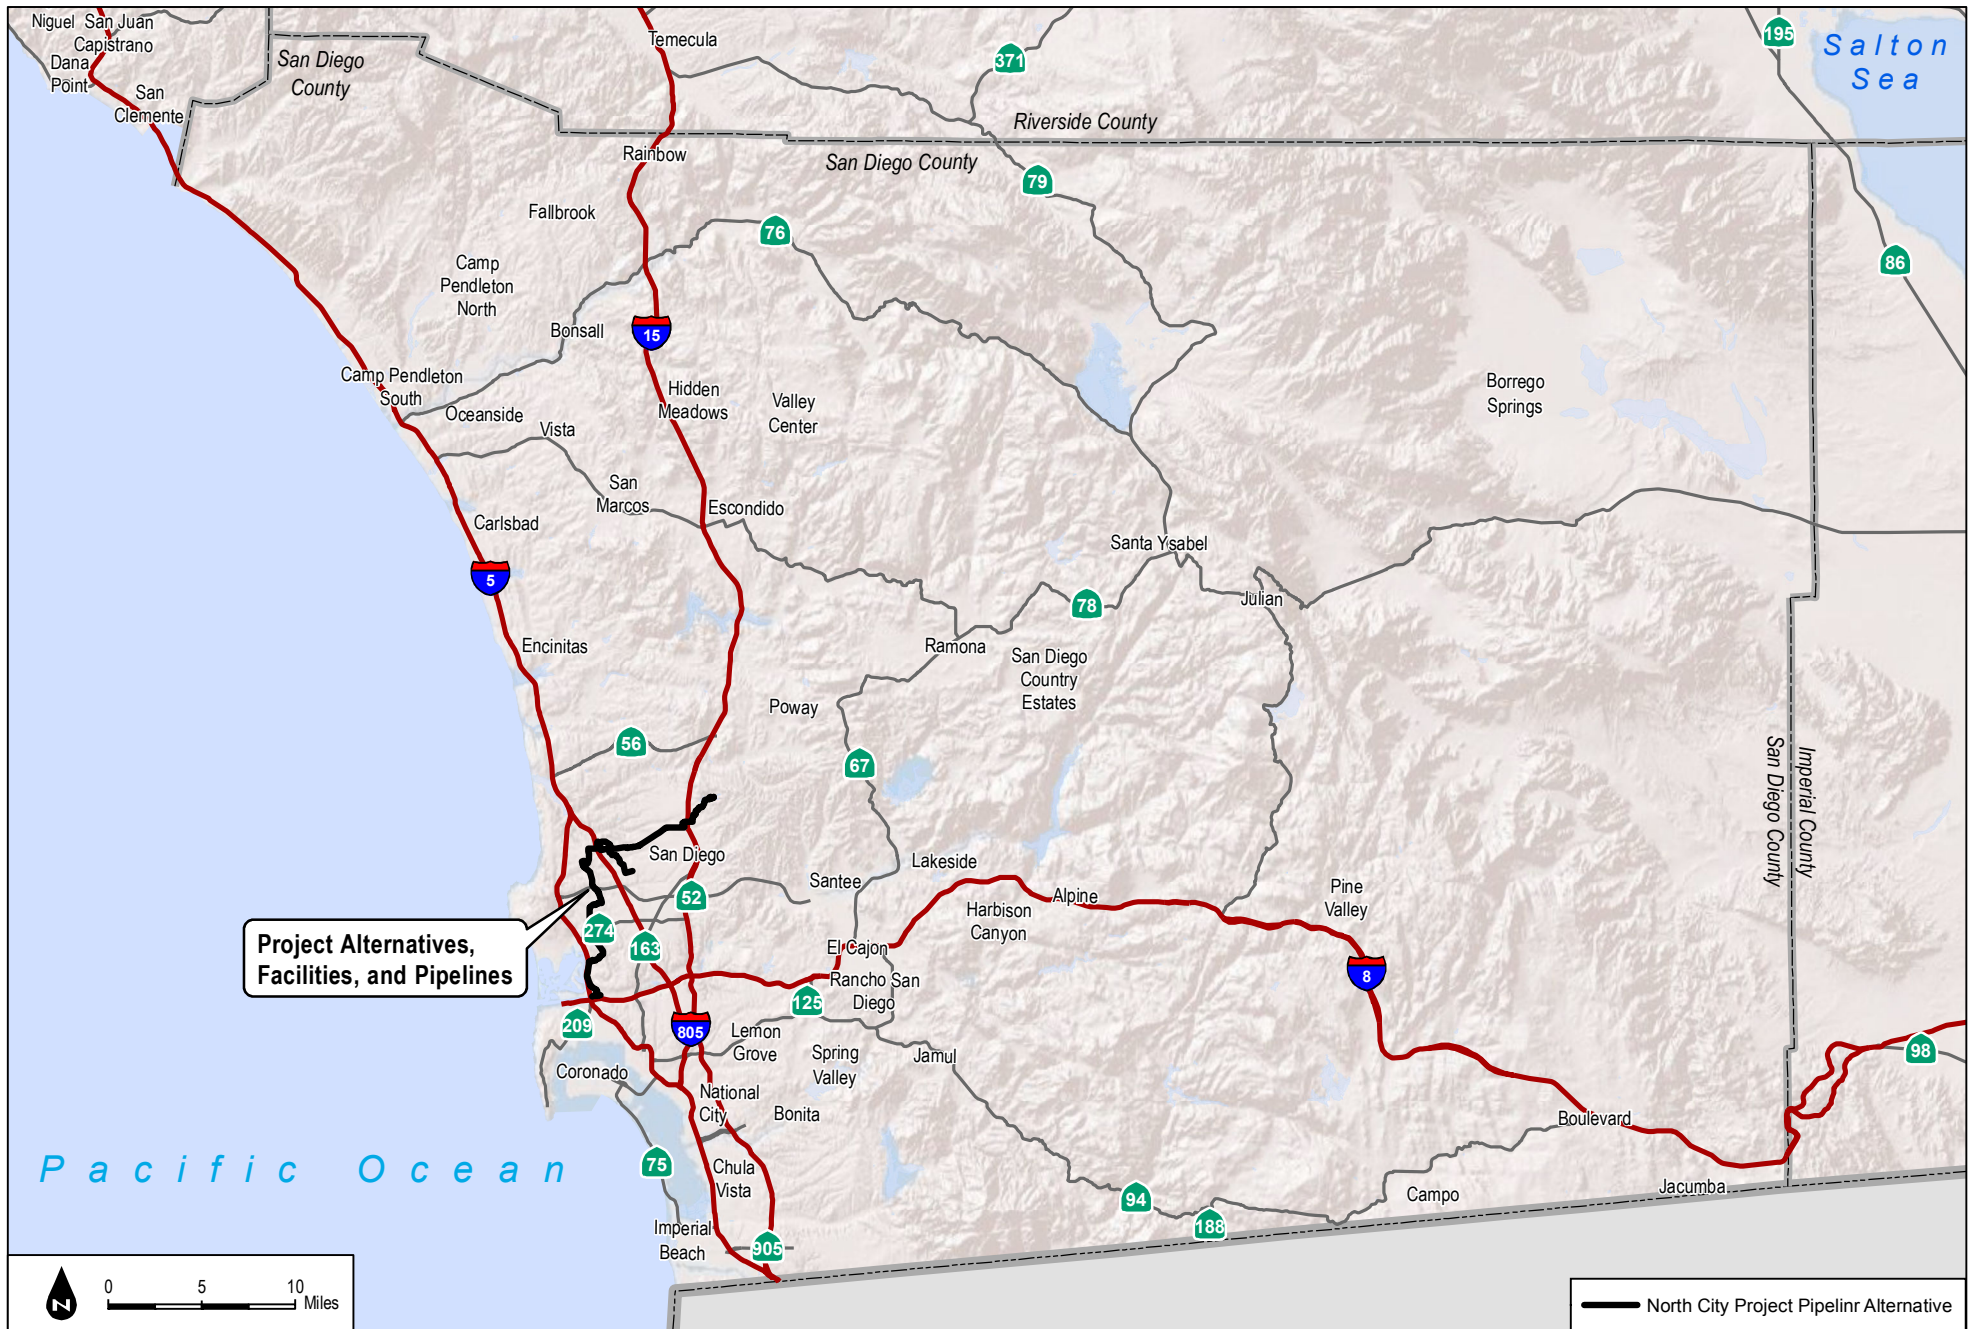 Niguel
San Juan
Capistrano
Dana
Point
San
Clemente
San Diego
County
Temecula
371
195
Salton
Sea
Riverside County
San Diego County
Rainbow
79
Fallbrook
76
86
Camp
Pendleton
North
Bonsall
15
Camp Pendleton
South
Oceanside
Hidden
Meadows
Valley
Center
Borrego
Springs
Vista
San
Marcos
Escondido
Carlsbad
Santa Ysabel
5
78
Julian
Encinitas
Ramona
San Diego
Country
Estates
Poway
56
67
San Diego County
Imperial County
San Diego
Lakeside
Santee
52
Alpine
Harbison
Canyon
Pine
Valley
Project Alternatives,
Facilities, and Pipelines
274
163
El Cajon
Rancho San
Diego
8
125
209
805
Lemon
Grove
Spring
Valley
Jamul
98
Coronado
National
City
Bonita
Boulevard
Pacific Ocean
75
Chula
Vista
94
188
Campo
Jacumba
Imperial
Beach
905
N
0 5 10
Miles
North City Project Pipelinr Alternative